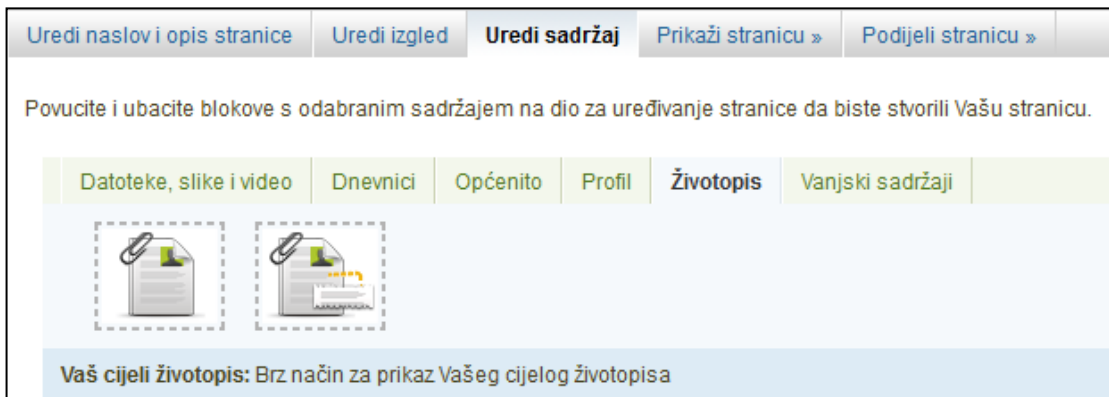 Uredi naslov i opis stranice Uredi izgled Uredi sadržaj Prikaži stranicu » Podijeli stranicu »
Povucite i ubacite blokove s odabranim sadržajem na dio za uređivanje stranice da biste stvorili Vašu stranicu.
Datoteke, slike i video Dnevnici Općenito Profil Životopis Vanjski sadržaji
Vaš cijeli životopis: Brz način za prikaz Vašeg cijelog životopisa